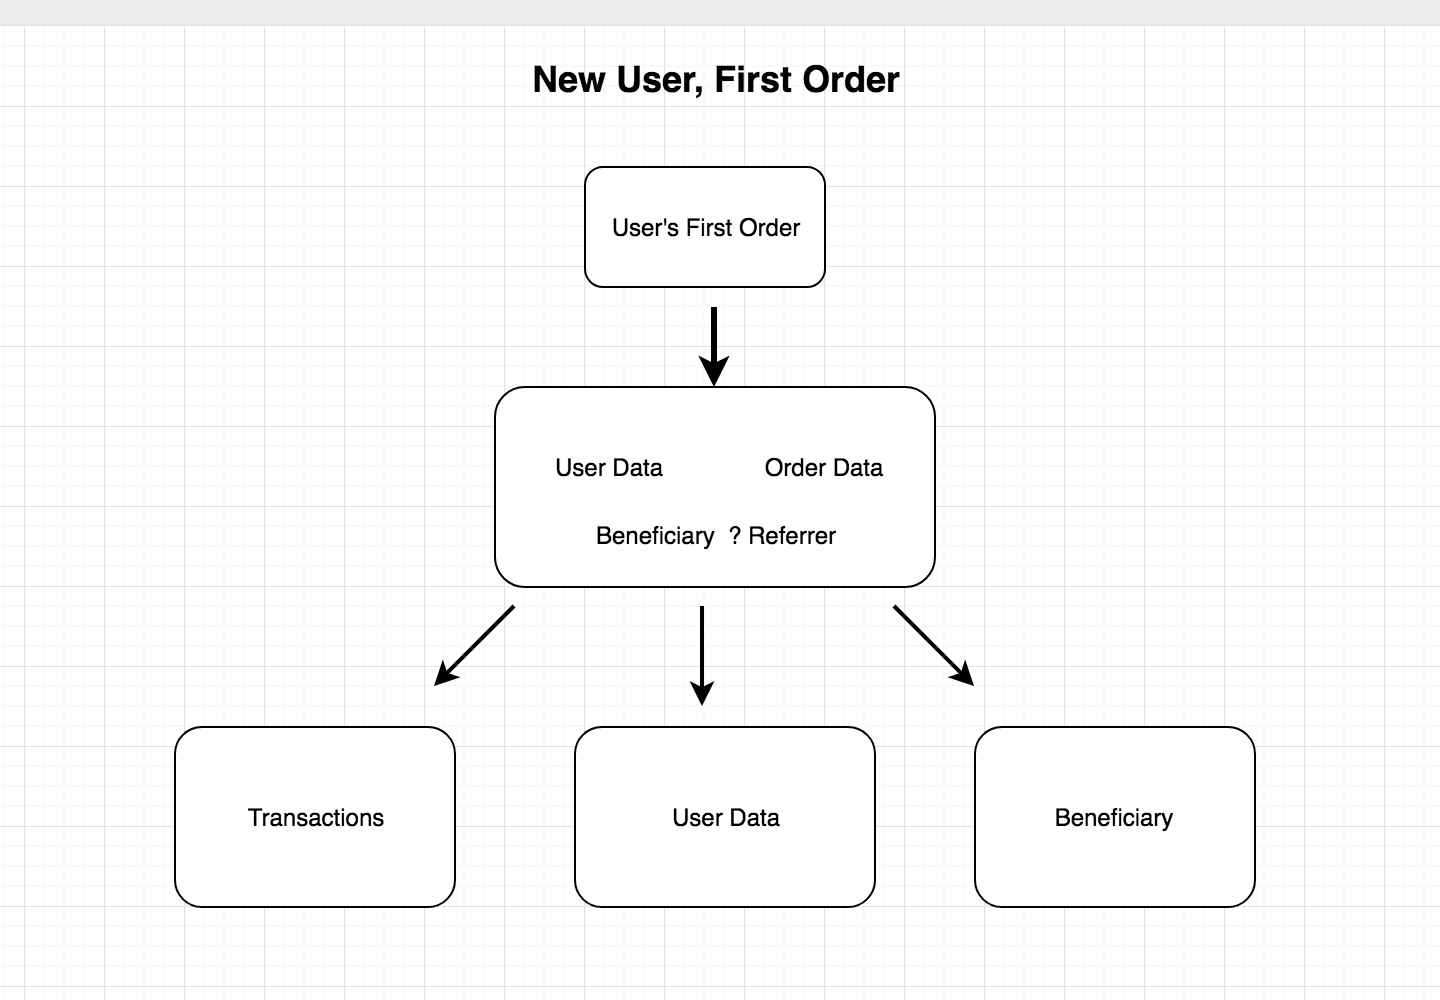 New User, First Order
User's First Order
User Data
Order Data
Beneficiary ? Referrer
Transactions
User Data
Beneficiary